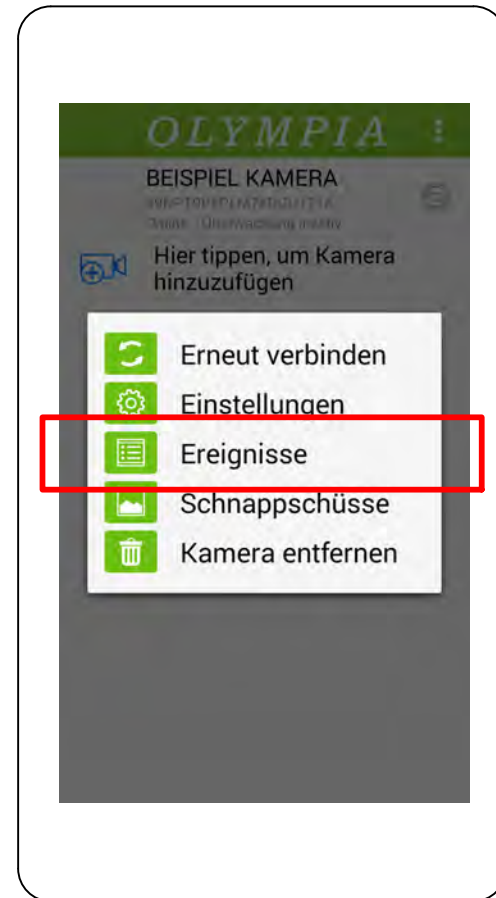 OLYMPIA
BEISPIEL KAMERA
Hier tippen, um Kamera
hinzuzufügen
Erneut verbinden
Einstellungen
Ereignisse
Schnappschüsse
Kamera entfernen